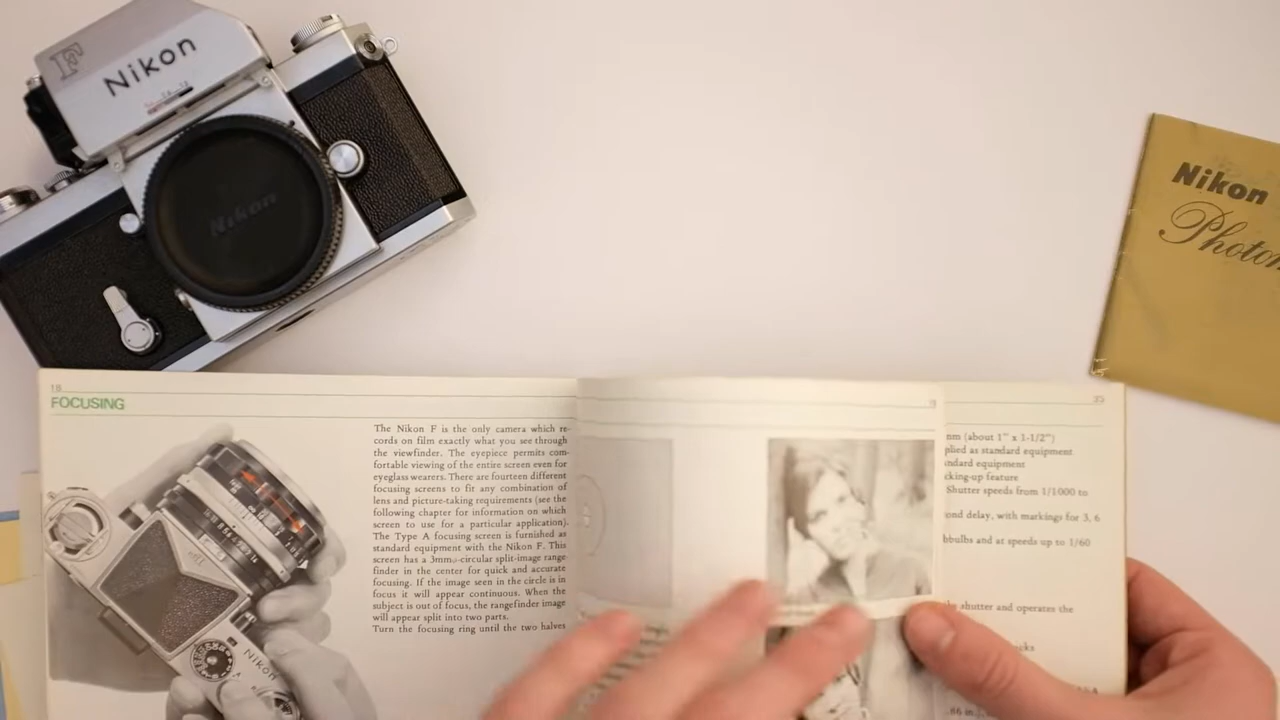 F
Nikon
Nikon
Nikon
Photo
18
FOCUSING
The Nikon F is the only camera which re-
cords on film exactly what you see through
the viewfinder. The eyepiece permits com-
fortable viewing of the entire screen even for
eyeglass wearers. There are fourteen different
focusing screens to fit any combination of
lens and picture-taking requirements (see the
following chapter for information on which
screen to use for a particular application).
The Type A focusing screen is furnished as
standard equipment with the Nikon F. This
screen has a 3mm.-circular split-image range-
finder in the center for quick and accurate
focusing. If the image seen in the circle is in
focus it will appear continuous. When the
subject is out of focus, the rangefinder image
will appear split into two parts.
Turn the focusing ring until the two halves
Nikon
mm (about 1" x 1-1/2")
plied as standard equipment
ndard equipment
cking-up feature
Shutter speeds from 1/1000 to
ond delay, with markings for 3, 6
bbulbs and at speeds up to 1/60
shutter and operates the